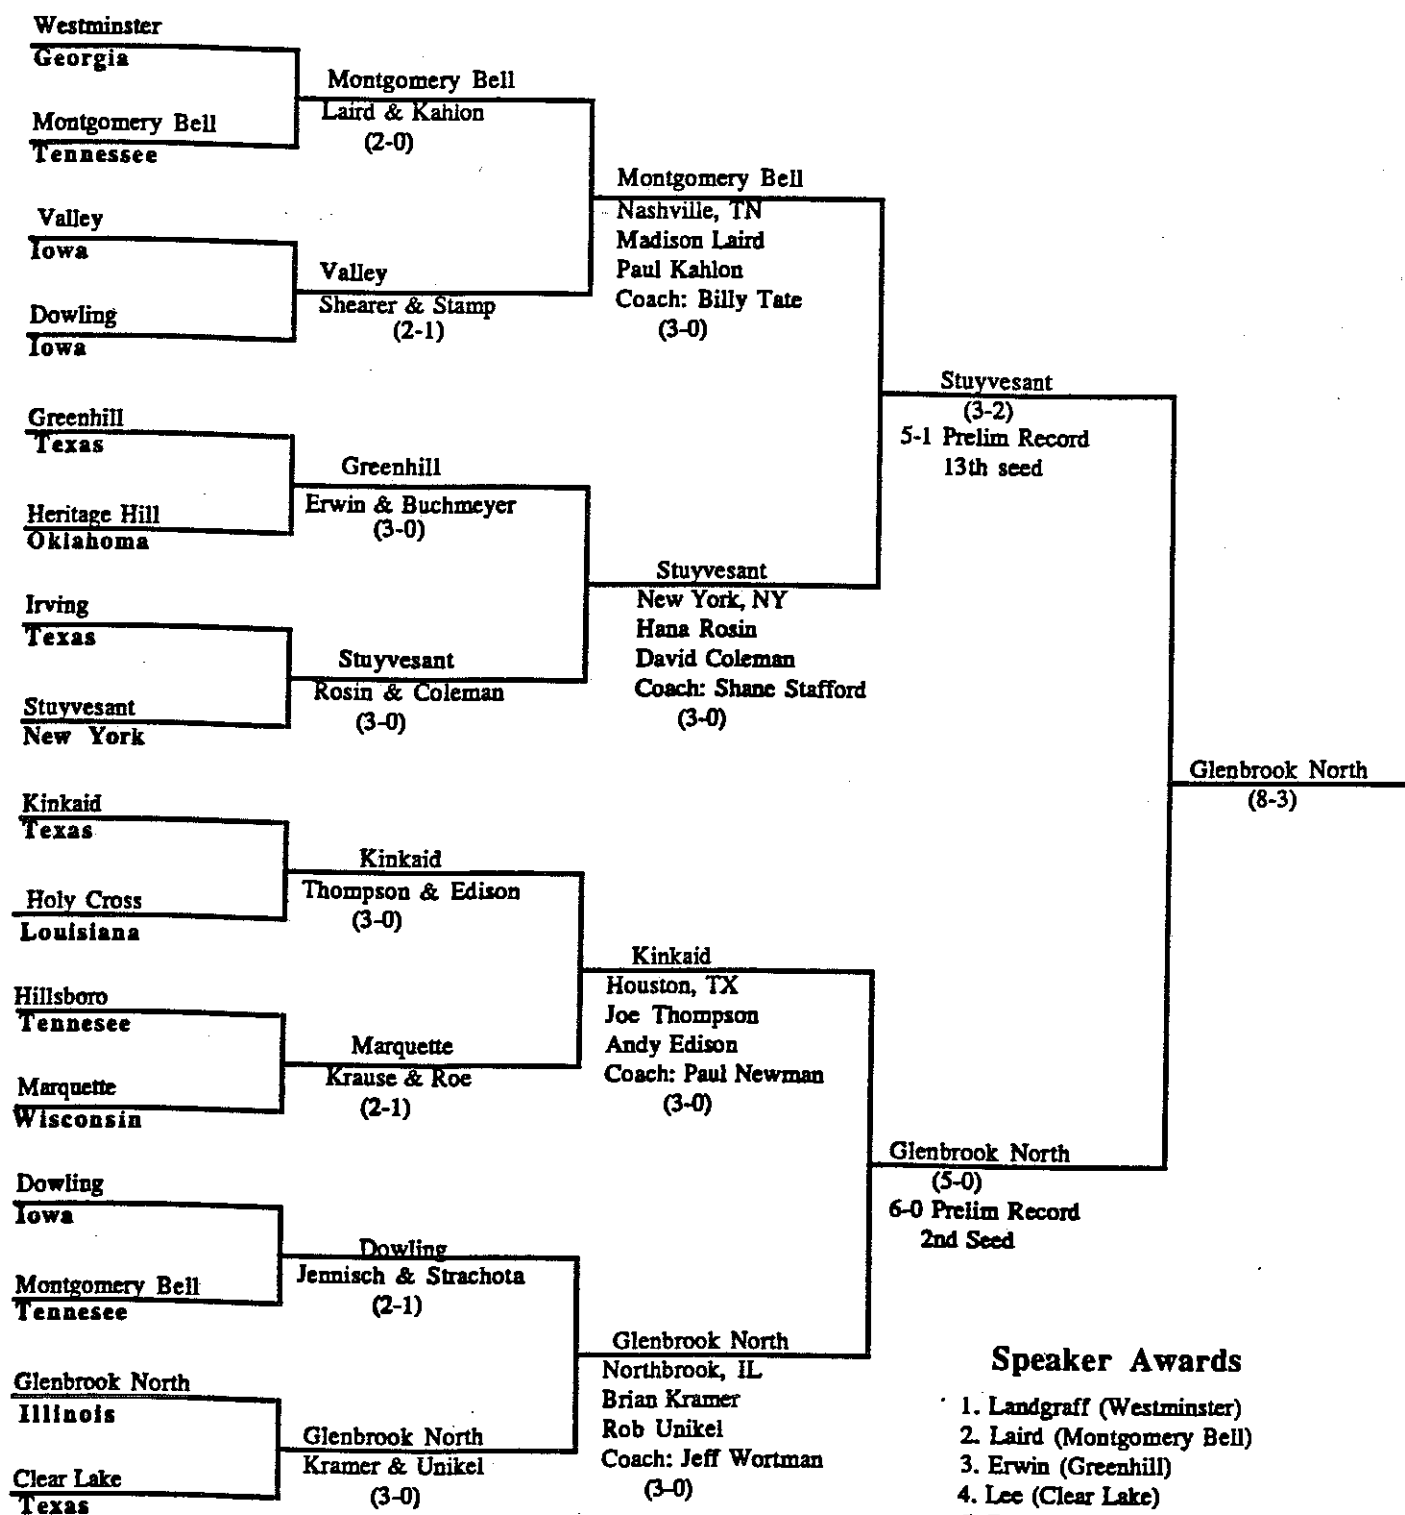 Westminster
Georgia
Montgomery Bell
Tennessee
Valley
Iowa
Dowling
Iowa
Greenhill
Texas
Heritage Hill
Oklahoma
Irving
Texas
Stuyvesant
New York
Kinkaid
Texas
Holy Cross
Louisiana
Hillsboro
Tennesee
Marquette
Wisconsin
Dowling
Iowa
Montgomery Bell
Tennesee
Glenbrook North
Illinois
Clear Lake
Texas
Montgomery Bell
Laird & Kahlon
(2-0)
Valley
Shearer & Stamp
(2-1)
Greenhill
Erwin & Buchmeyer
(3-0)
Stuyvesant
Rosin & Coleman
(3-0)
Kinkaid
Thompson & Edison
(3-0)
Marquette
Krause & Roe
(2-1)
Dowling
Jennisch & Strachota
(2-1)
Glenbrook North
Kramer & Unikel
(3-0)
Montgomery Bell
Nashville, TN
Madison Laird
Paul Kahlon
Coach: Billy Tate
(3-0)
Stuyvesant
New York, NY
Hana Rosin
David Coleman
Coach: Shane Stafford
(3-0)
Kinkaid
Houston, TX
Joe Thompson
Andy Edison
Coach: Paul Newman
(3-0)
Glenbrook North
Northbrook, IL
Brian Kramer
Rob Unikel
Coach: Jeff Wortman
(3-0)
Stuyvesant
(3-2)
5-1 Prelim Record
13th seed
Glenbrook North
(5-0)
6-0 Prelim Record
2nd Seed
Glenbrook North
(8-3)
Speaker Awards
1. Landgraff (Westminster)
2. Laird (Montgomery Bell)
3. Erwin (Greenhill)
4. Lee (Clear Lake)